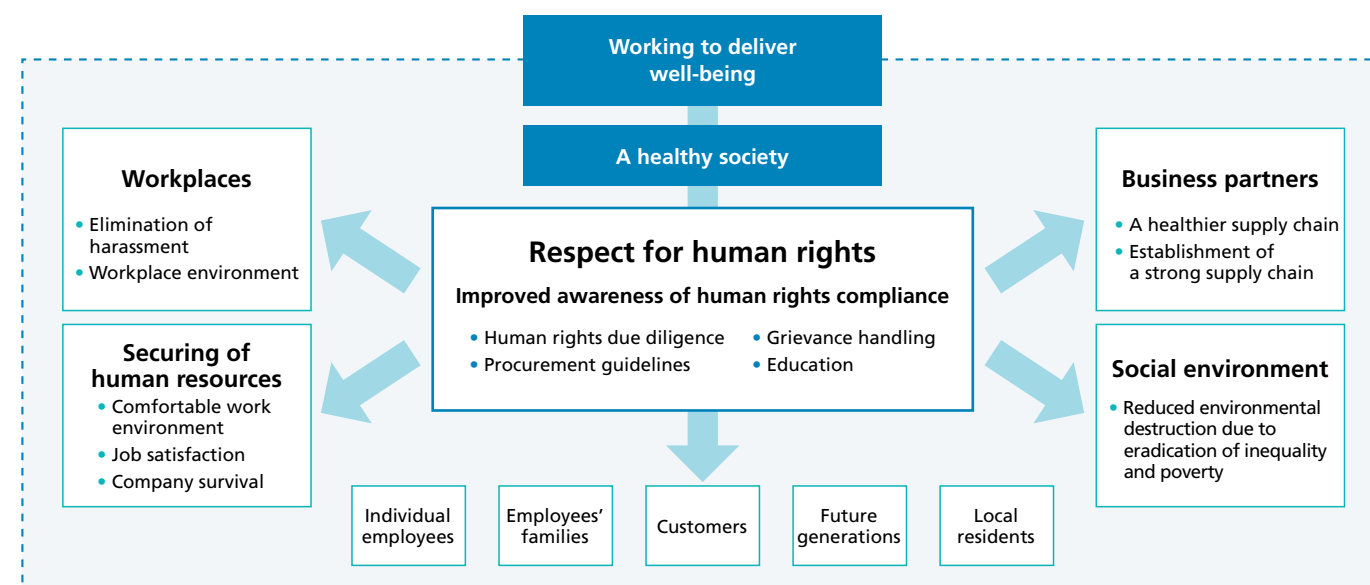 Working to deliver
well-being
A healthy society
Workplaces
• Elimination of
harassment
• Workplace environment
Securing of
human resources
• Comfortable work
environment
• Job satisfaction
• Company survival
Respect for human rights
Improved awareness of human rights compliance
• Human rights due diligence
• Procurement guidelines
• Grievance handling
• Education
Business partners
• A healthier supply chain
• Establishment of
a strong supply chain
Social environment
• Reduced environmental
destruction due to
eradication of inequality
and poverty
Individual
employees
Employees’
families
Customers
Future
generations
Local
residents